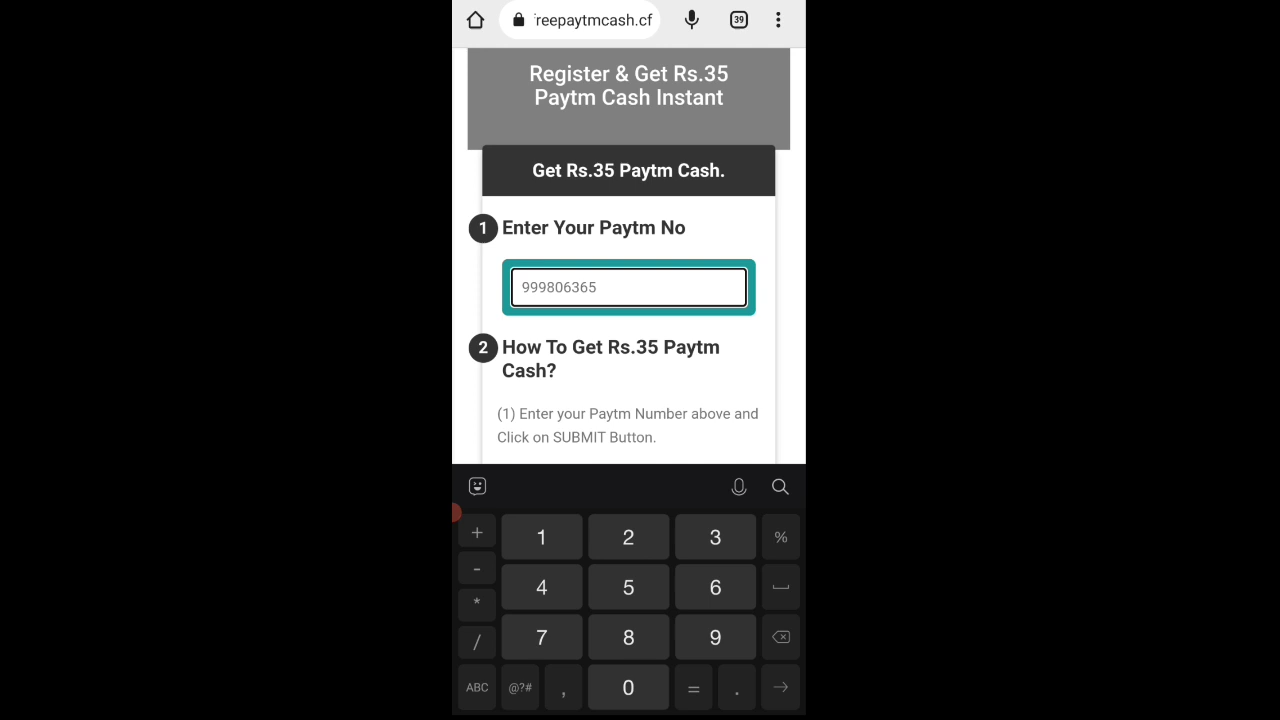 reepaytmcash.cf
39
Register & Get Rs.35
Paytm Cash Instant
Get Rs.35 Paytm Cash.
1 Enter Your Paytm No
999806365
2 How To Get Rs.35 Paytm
Cash?
(1) Enter your Paytm Number above and
Click on SUBMIT Button.
+ 1 2 3 %
- 4 5 6
* 7 8 9
/
ABC @?# , 0 = .